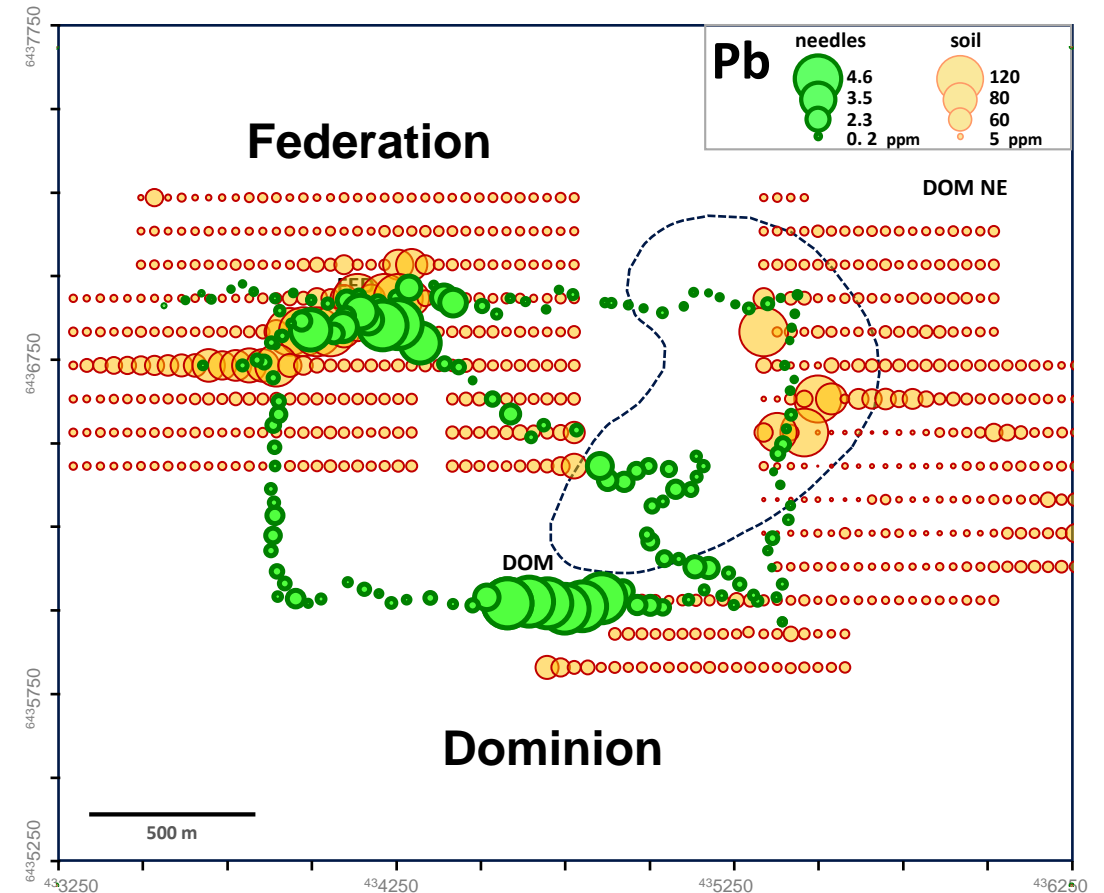 6437750
Pb
needles
soil
4.6
3.5
2.3
0. 2 ppm
120
80
60
5 ppm
Federation
DOM NE
FED
6436750
DOM
6435750
Dominion
500 m
6435250
433250
434250
435250
436250